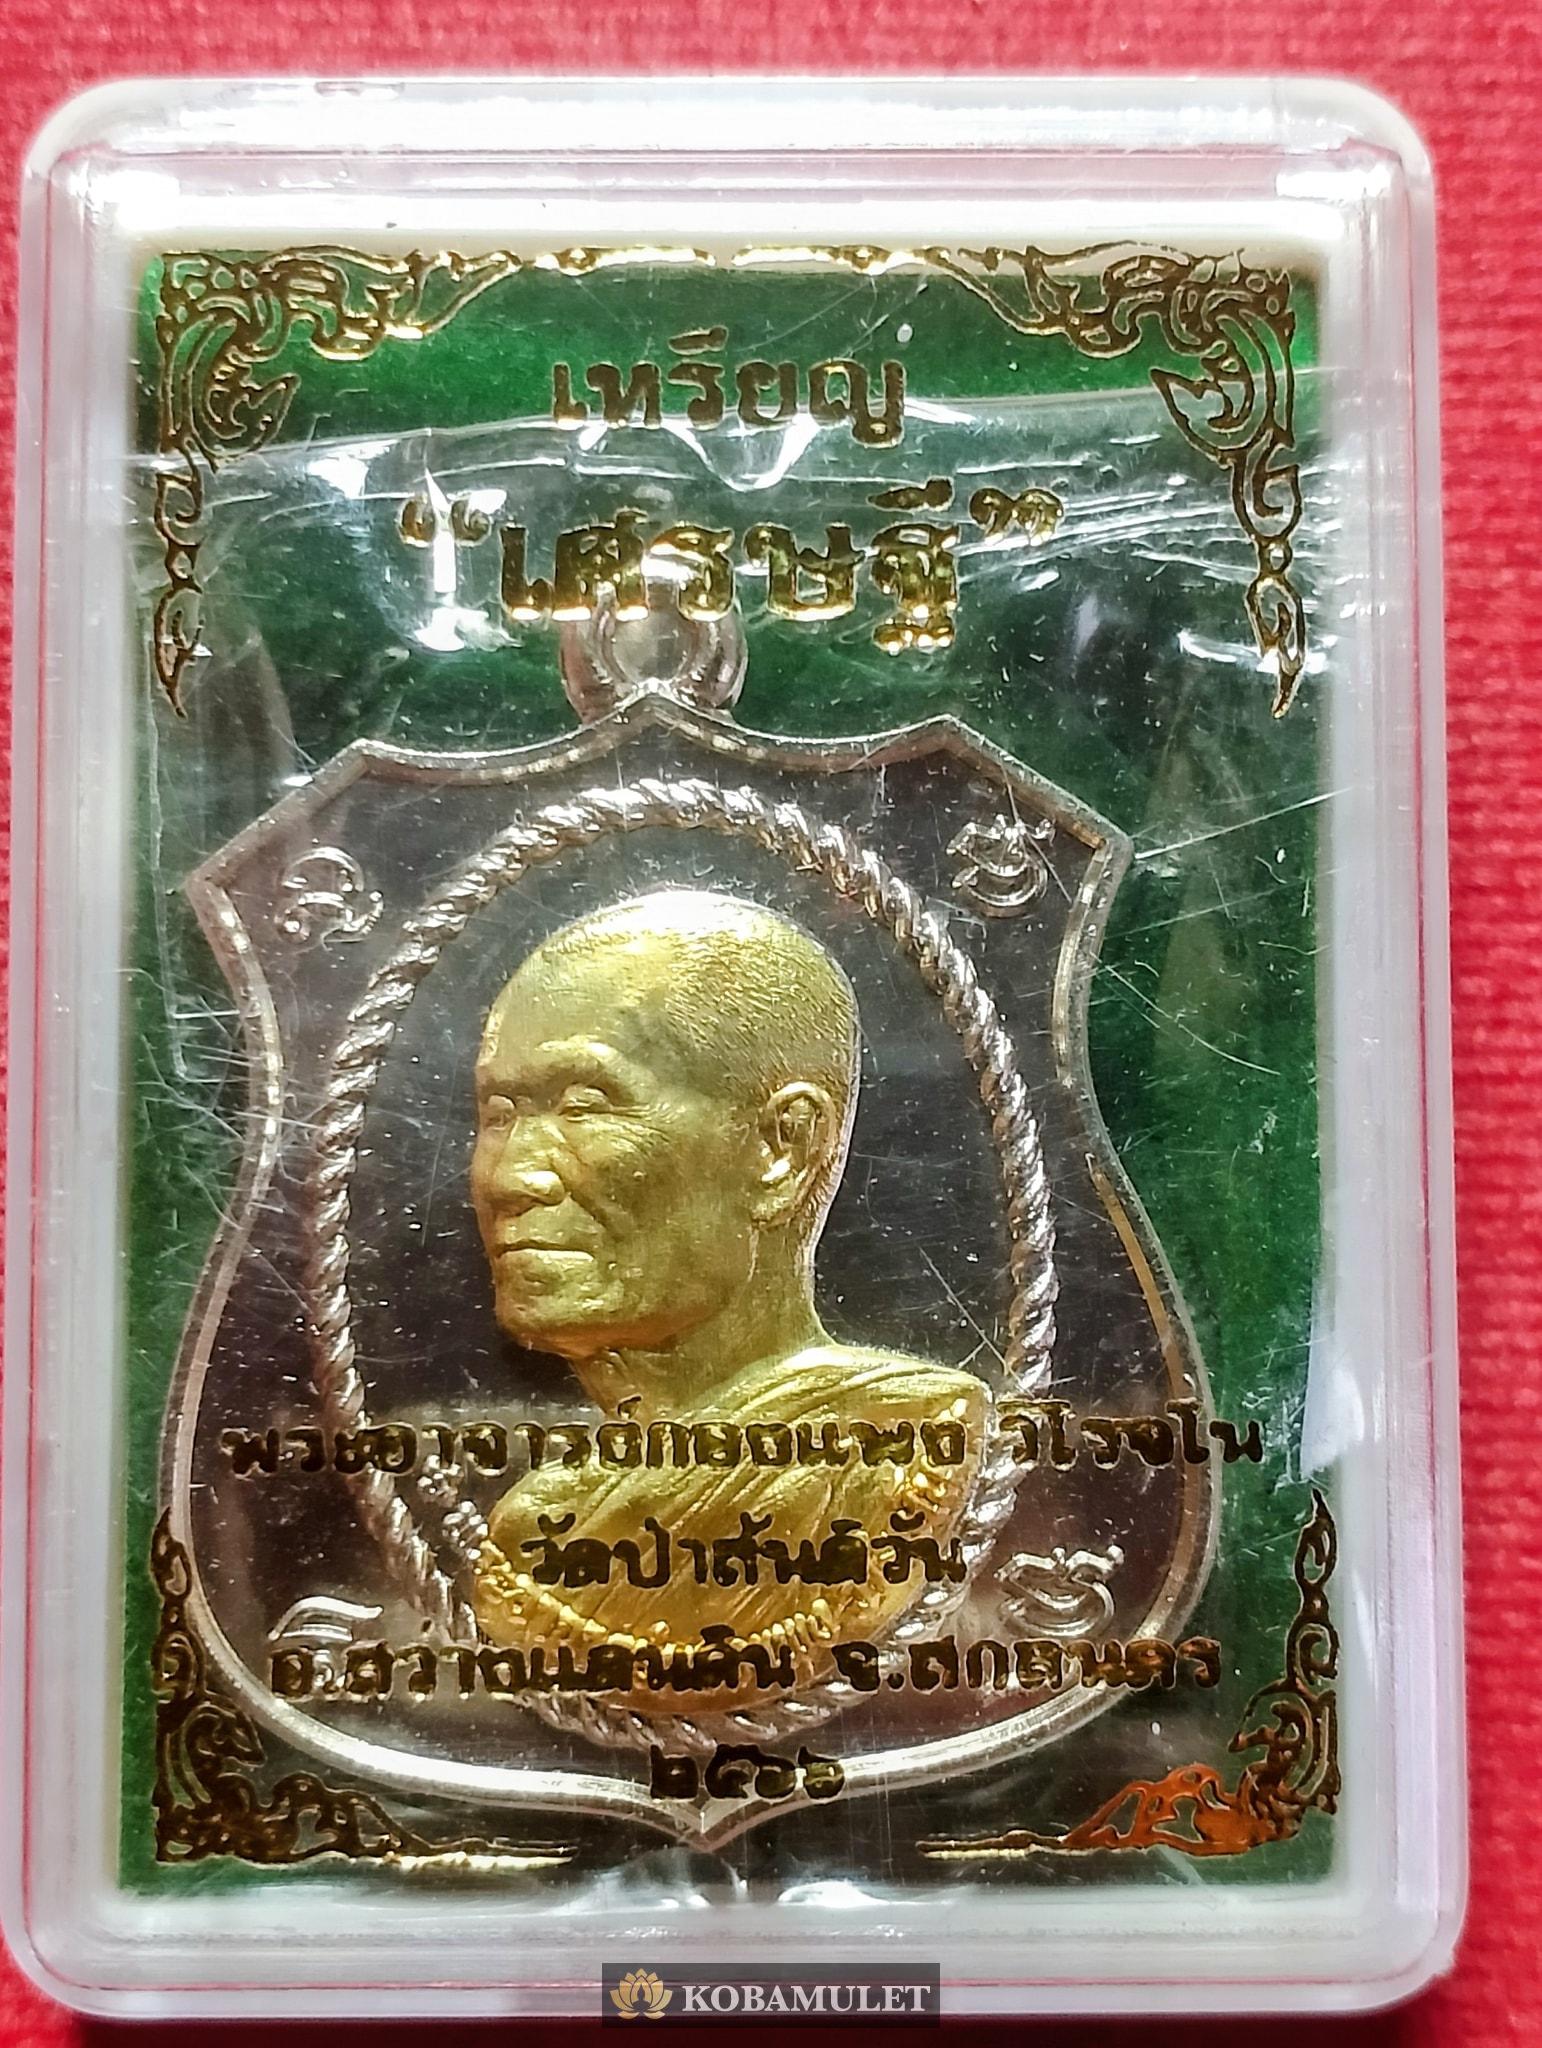 เหรียญ
“เศรษฐี”
พระอาจารย์กองแพง วิโรจโน
วัดป่าสันติวัน
อ.สว่างแดนดิน จ.สกลนคร
๒๕๖๖
KOBAMULET